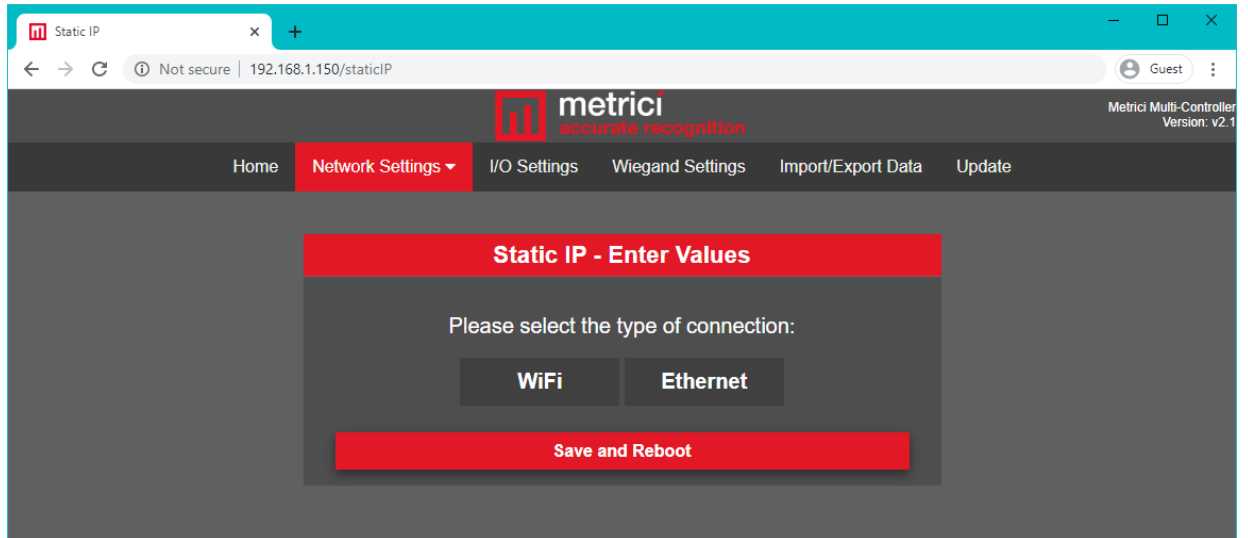 Static IP
Not secure | 192.168.1.150/staticIP
Guest
metrici
accurate recognition
Metrici Multi-Controller
Version: v2.1
Home Network Settings I/O Settings Wiegand Settings Import/Export Data Update
Static IP - Enter Values
Please select the type of connection:
WiFi Ethernet
Save and Reboot